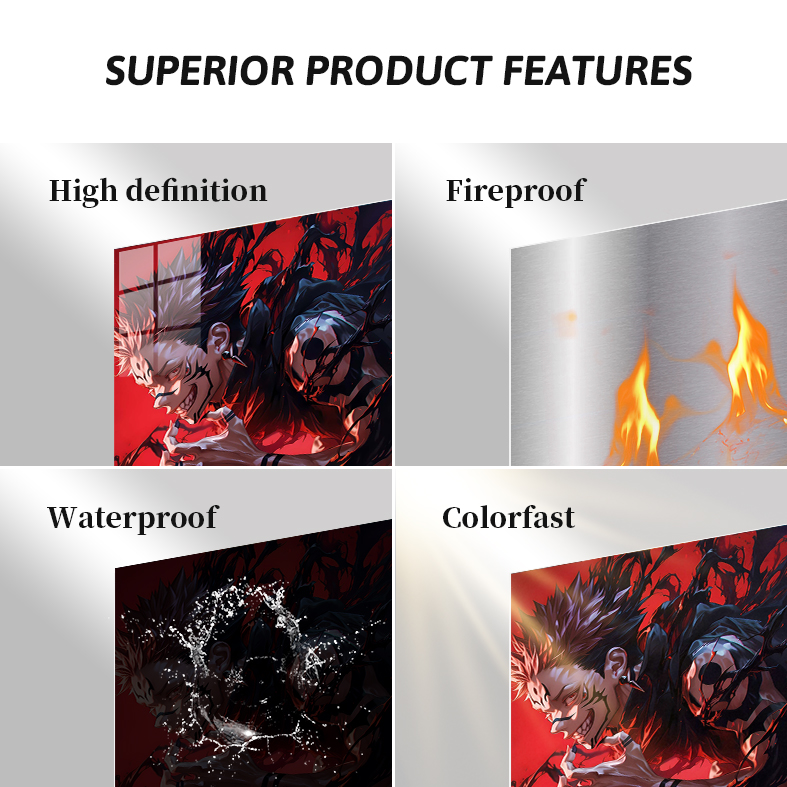 SUPERIOR PRODUCT FEATURES
High definition
Fireproof
Waterproof
Colorfast